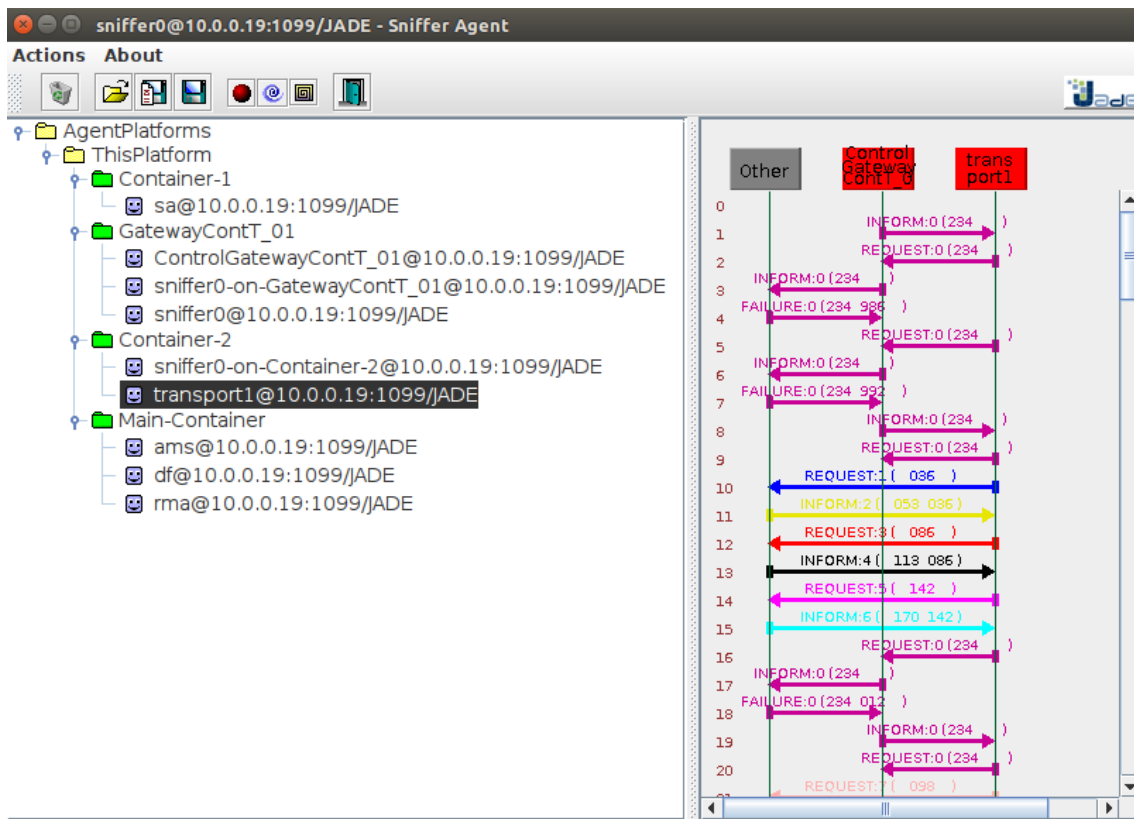 sniffer0@10.0.0.19:1099/JADE - Sniffer Agent
Actions About
Jade
AgentPlatforms
ThisPlatform
Container-1
sa@10.0.0.19:1099/JADE
GatewayContT_01
ControlGatewayContT_01@10.0.0.19:1099/JADE
sniffer0-on-GatewayContT_01@10.0.0.19:1099/JADE
sniffer0@10.0.0.19:1099/JADE
Container-2
sniffer0-on-Container-2@10.0.0.19:1099/JADE
transport1@10.0.0.19:1099/JADE
Main-Container
ams@10.0.0.19:1099/JADE
df@10.0.0.19:1099/JADE
rma@10.0.0.19:1099/JADE
Other
Control
Gateway
ContT_0
trans
port1
0
INFORM:0 (234 )
1
REQUEST:0 (234 )
2
INFORM:0 (234 )
3
FAILURE:0 (234 986 )
4
REQUEST:0 (234 )
5
INFORM:0 (234 )
6
FAILURE:0 (234 992 )
7
INFORM:0 (234 )
8
REQUEST:0 (234 )
9
REQUEST:1 ( 036 )
10
INFORM:2 ( 053 036 )
11
REQUEST:3 ( 086 )
12
INFORM:4 ( 113 086 )
13
REQUEST:5 ( 142 )
14
INFORM:6 ( 170 142 )
15
REQUEST:0 (234 )
16
INFORM:0 (234 )
17
FAILURE:0 (234 012 )
18
INFORM:0 (234 )
19
REQUEST:0 (234 )
20
REQUEST:7 ( 098 )